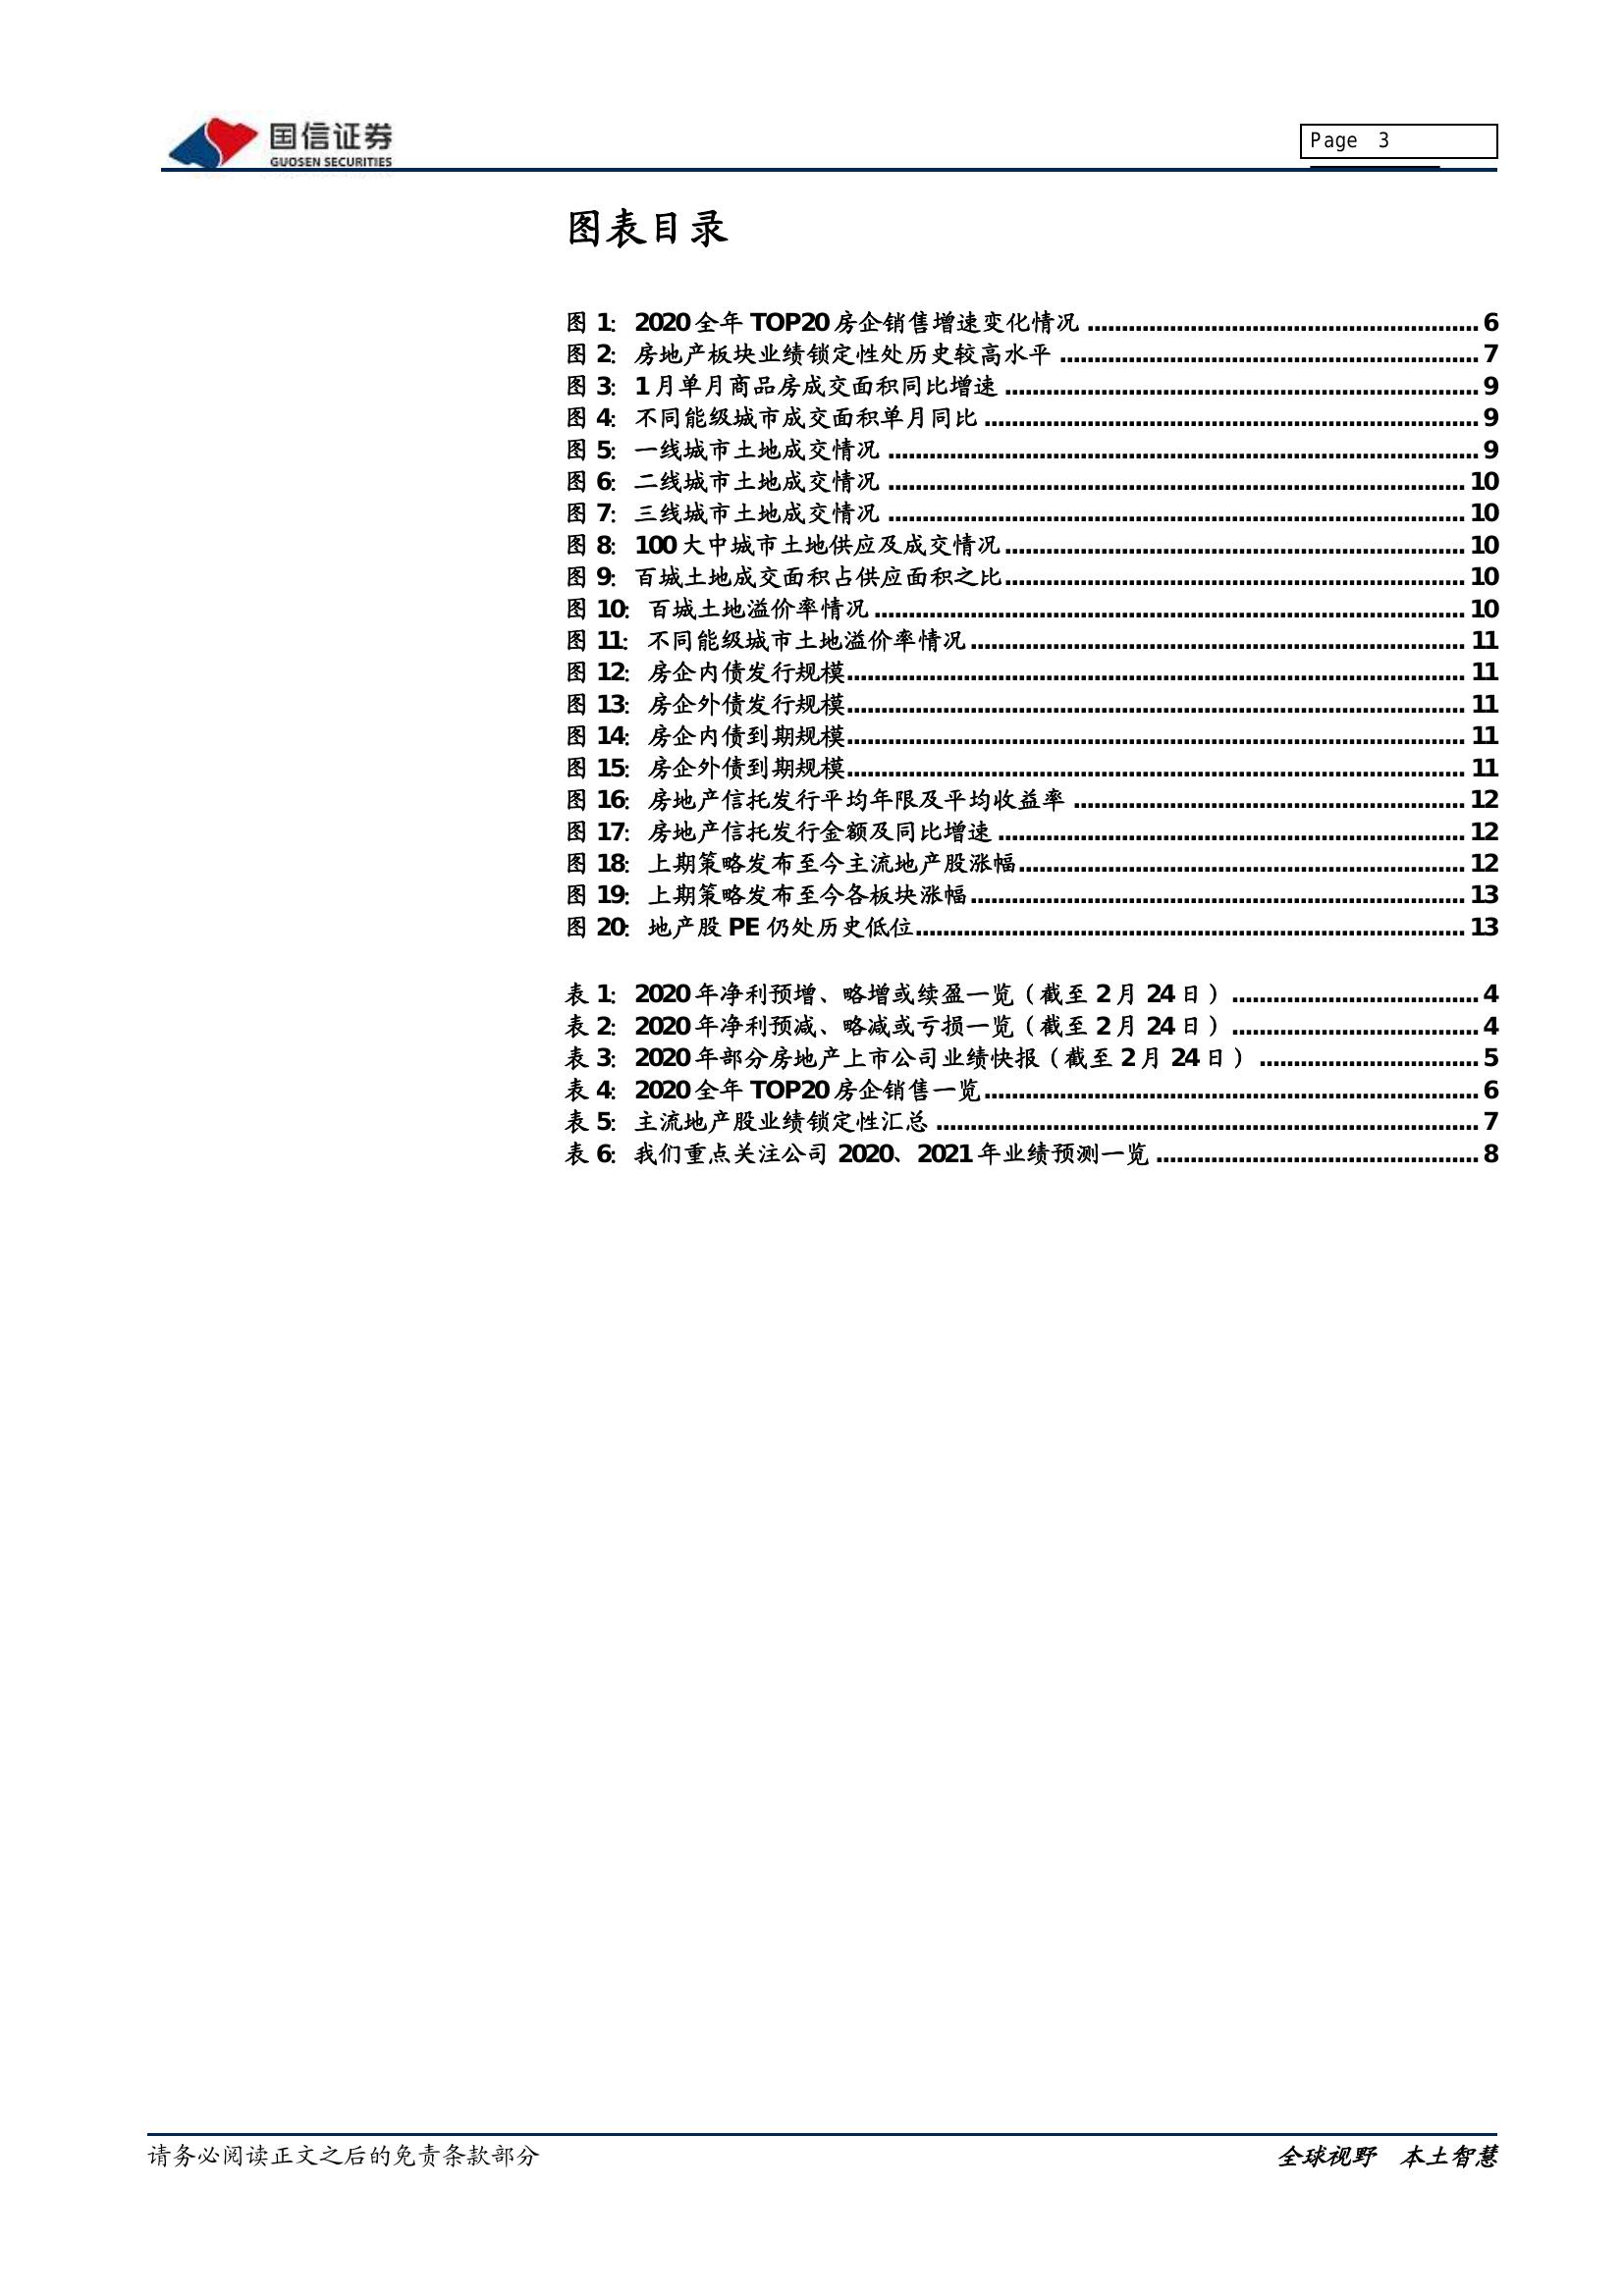 国信证券
GUOSEN SECURITIES
Page 3
图表目录
图 1: 2020 全年 TOP20 房企销售增速变化情况 ........ 6
图 2: 房地产板块业绩锁定性处历史较高水平 ........ 7
图 3: 1 月单月商品房成交面积同比增速 ........ 9
图 4: 不同能级城市成交面积单月同比 ........ 9
图 5: 一线城市土地成交情况 ........ 9
图 6: 二线城市土地成交情况 ........ 10
图 7: 三线城市土地成交情况 ........ 10
图 8: 100 大中城市土地供应及成交情况 ........ 10
图 9: 百城土地成交面积占供应面积之比 ........ 10
图 10: 百城土地溢价率情况 ........ 10
图 11: 不同能级城市土地溢价率情况 ........ 11
图 12: 房企内债发行规模 ........ 11
图 13: 房企外债发行规模 ........ 11
图 14: 房企内债到期规模 ........ 11
图 15: 房企外债到期规模 ........ 11
图 16: 房地产信托发行平均年限及平均收益率 ........ 12
图 17: 房地产信托发行金额及同比增速 ........ 12
图 18: 上期策略发布至今主流地产股涨幅 ........ 12
图 19: 上期策略发布至今各板块涨幅 ........ 13
图 20: 地产股 PE 仍处历史低位 ........ 13
表 1: 2020 年净利预增、略增或续盈一览（截至 2 月 24 日） ........ 4
表 2: 2020 年净利预减、略减或亏损一览（截至 2 月 24 日） ........ 4
表 3: 2020 年部分房地产上市公司业绩快报（截至 2 月 24 日） ........ 5
表 4: 2020 全年 TOP20 房企销售一览 ........ 6
表 5: 主流地产股业绩锁定性汇总 ........ 7
表 6: 我们重点关注公司 2020、2021 年业绩预测一览 ........ 8
请务必阅读正文之后的免责条款部分
全球视野 本土智慧